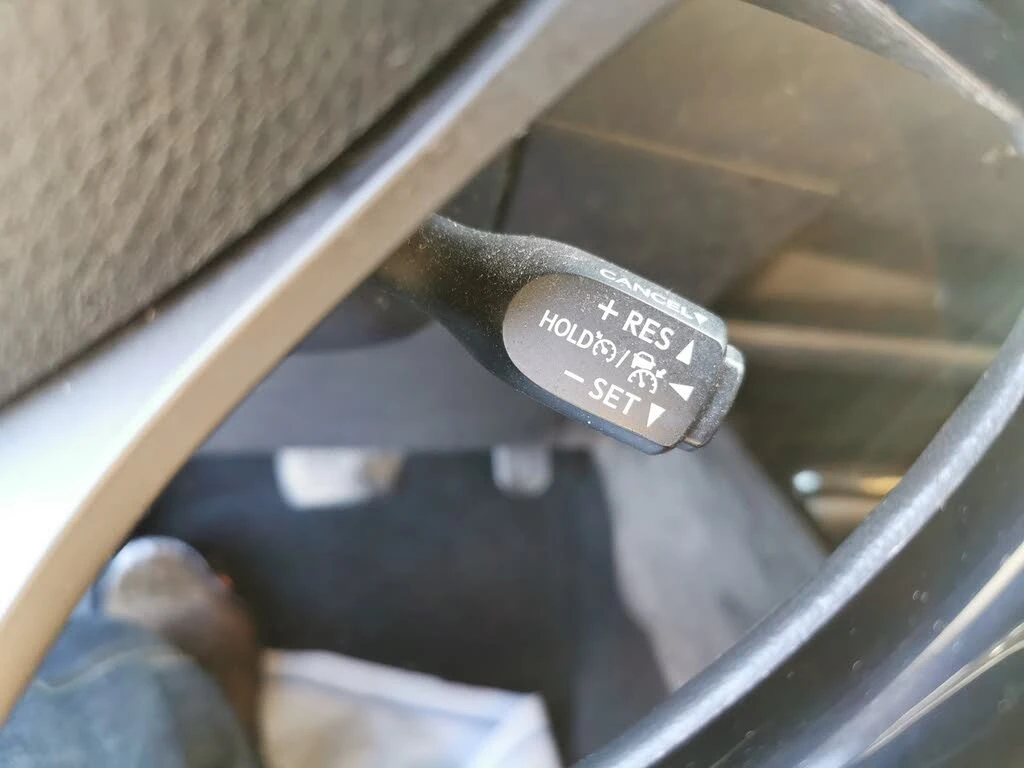 CANCEL
+ RES
HOLD /
− SET